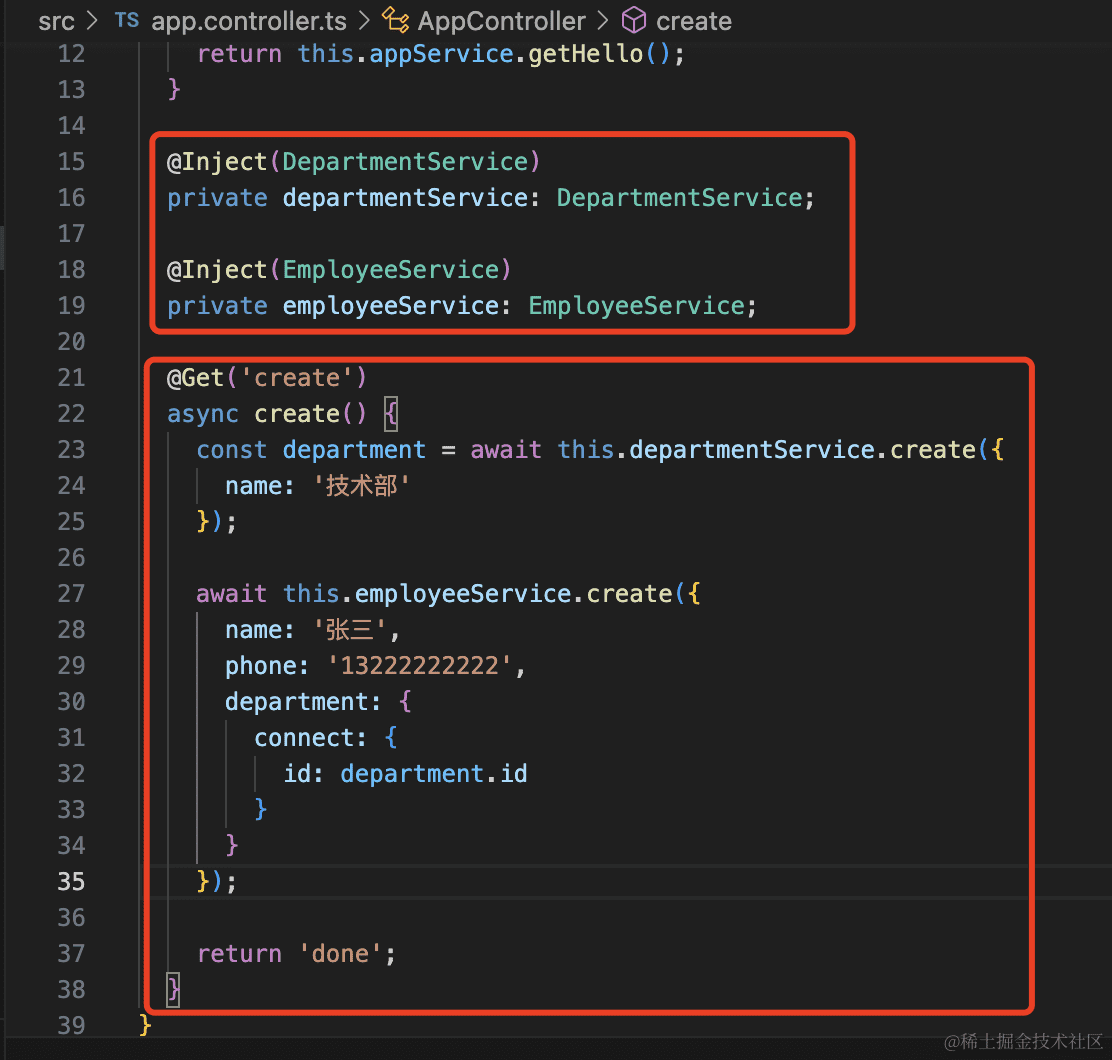 src > TS app.controller.ts > AppController > create
12 return this.appService.getHello();
13 }
14
15 @Inject(DepartmentService)
16 private departmentService: DepartmentService;
17
18 @Inject(EmployeeService)
19 private employeeService: EmployeeService;
20
21 @Get('create')
22 async create() {
23 const department = await this.departmentService.create({
24 name: '技术部'
25 });
26
27 await this.employeeService.create({
28 name: '张三',
29 phone: '13222222222',
30 department: {
31 connect: {
32 id: department.id
33 }
34 }
35 });
36
37 return 'done';
38 }
39 }
@稀土掘金技术社区